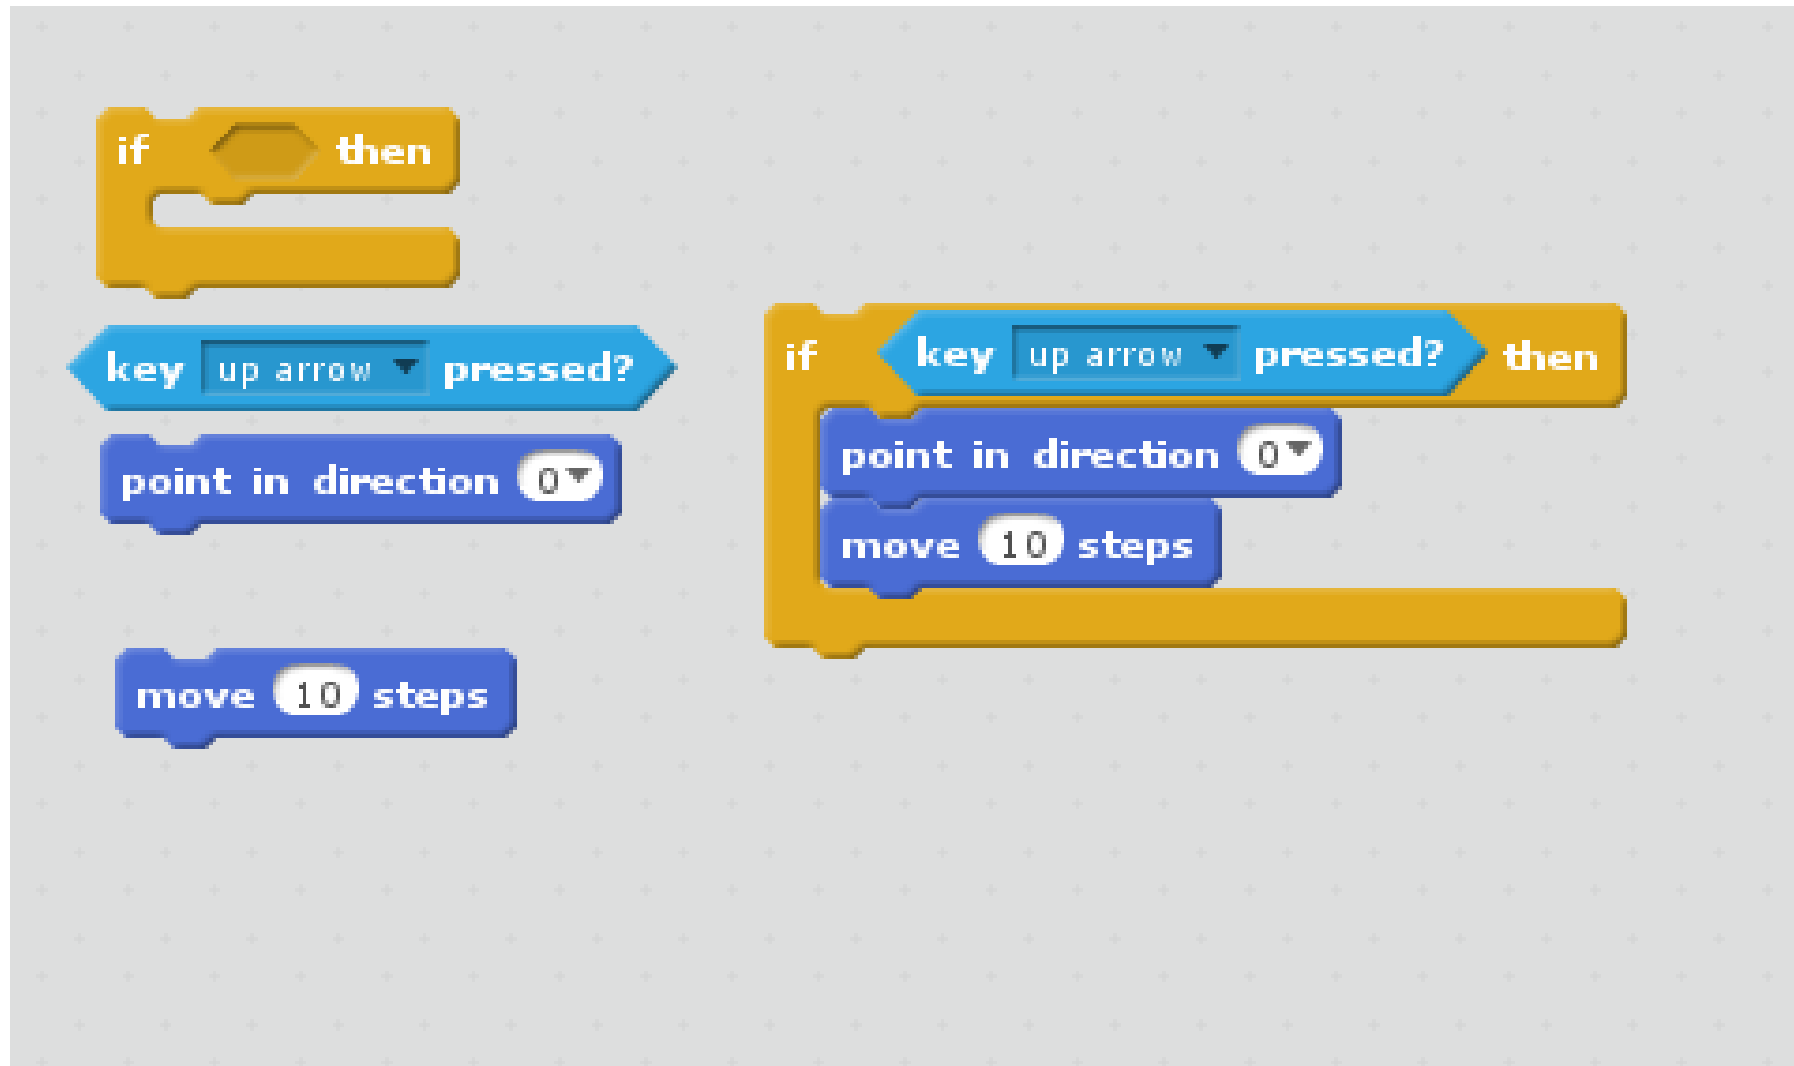 if then
key up arrow pressed?
point in direction 0
move 10 steps
if key up arrow pressed? then
point in direction 0
move 10 steps